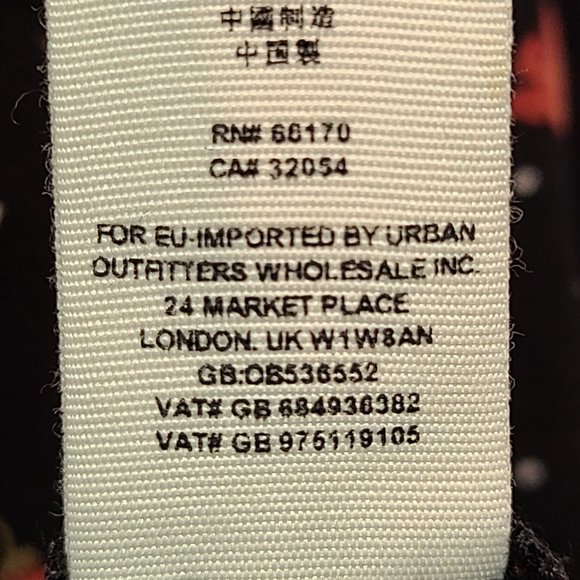 中國制造
中国製
RN# 66170
CA# 32054
FOR EU-IMPORTED BY URBAN
OUTFITTERS WHOLESALE INC.
24 MARKET PLACE
LONDON. UK W1W8AN
GB:OB536552
VAT# GB 684936382
VAT# GB 975119105